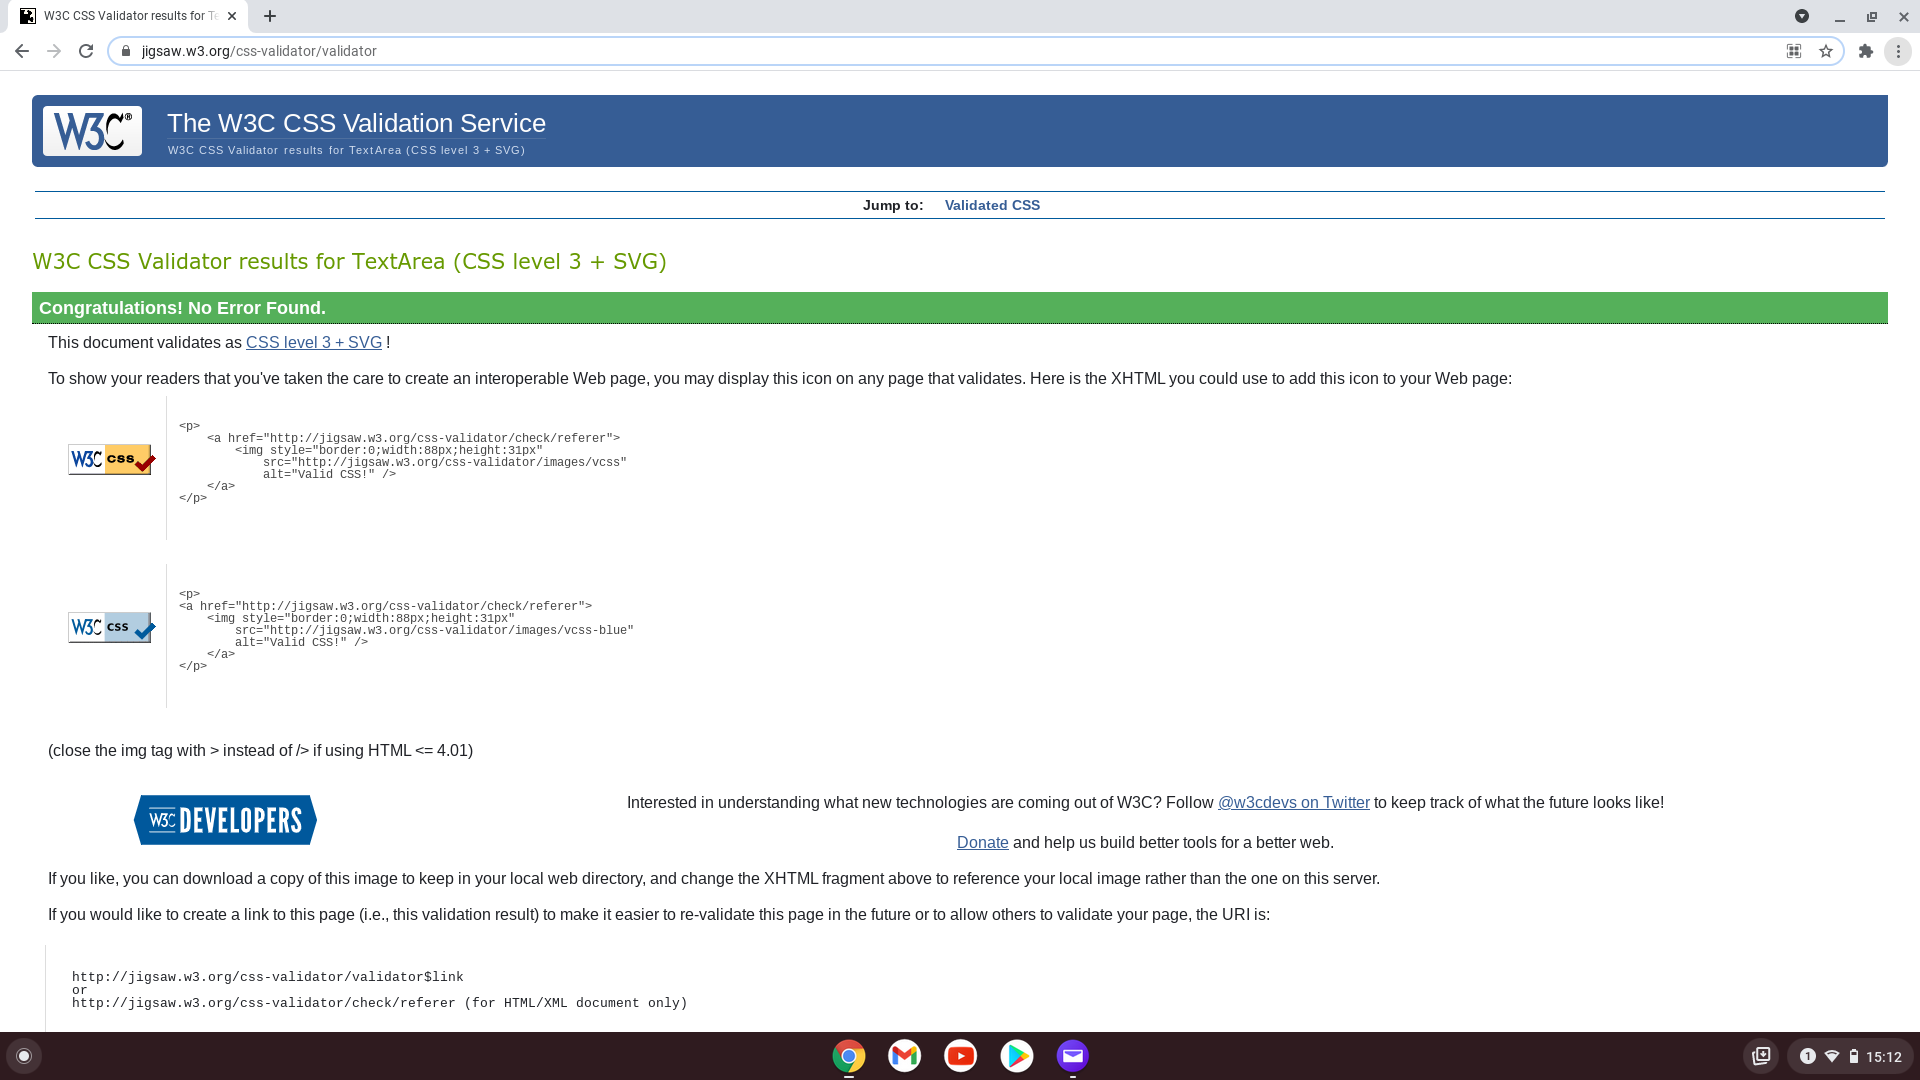 W3C CSS Validator results for Te
jigsaw.w3.org/css-validator/validator
W3C®
The W3C CSS Validation Service
W3C CSS Validator results for TextArea (CSS level 3 + SVG)
Jump to: Validated CSS
W3C CSS Validator results for TextArea (CSS level 3 + SVG)
Congratulations! No Error Found.
This document validates as CSS level 3 + SVG !
To show your readers that you've taken the care to create an interoperable Web page, you may display this icon on any page that validates. Here is the XHTML you could use to add this icon to your Web page:
W3C css
<p>
<a href="http://jigsaw.w3.org/css-validator/check/referer">
<img style="border:0;width:88px;height:31px"
src="http://jigsaw.w3.org/css-validator/images/vcss"
alt="Valid CSS!" />
</a>
</p>
W3C css
<p>
<a href="http://jigsaw.w3.org/css-validator/check/referer">
<img style="border:0;width:88px;height:31px"
src="http://jigsaw.w3.org/css-validator/images/vcss-blue"
alt="Valid CSS!" />
</a>
</p>
(close the img tag with > instead of /> if using HTML <= 4.01)
W3C DEVELOPERS
Interested in understanding what new technologies are coming out of W3C? Follow @w3cdevs on Twitter to keep track of what the future looks like!
Donate and help us build better tools for a better web.
If you like, you can download a copy of this image to keep in your local web directory, and change the XHTML fragment above to reference your local image rather than the one on this server.
If you would like to create a link to this page (i.e., this validation result) to make it easier to re-validate this page in the future or to allow others to validate your page, the URI is:
http://jigsaw.w3.org/css-validator/validator$link
or
http://jigsaw.w3.org/css-validator/check/referer (for HTML/XML document only)
1 15:12